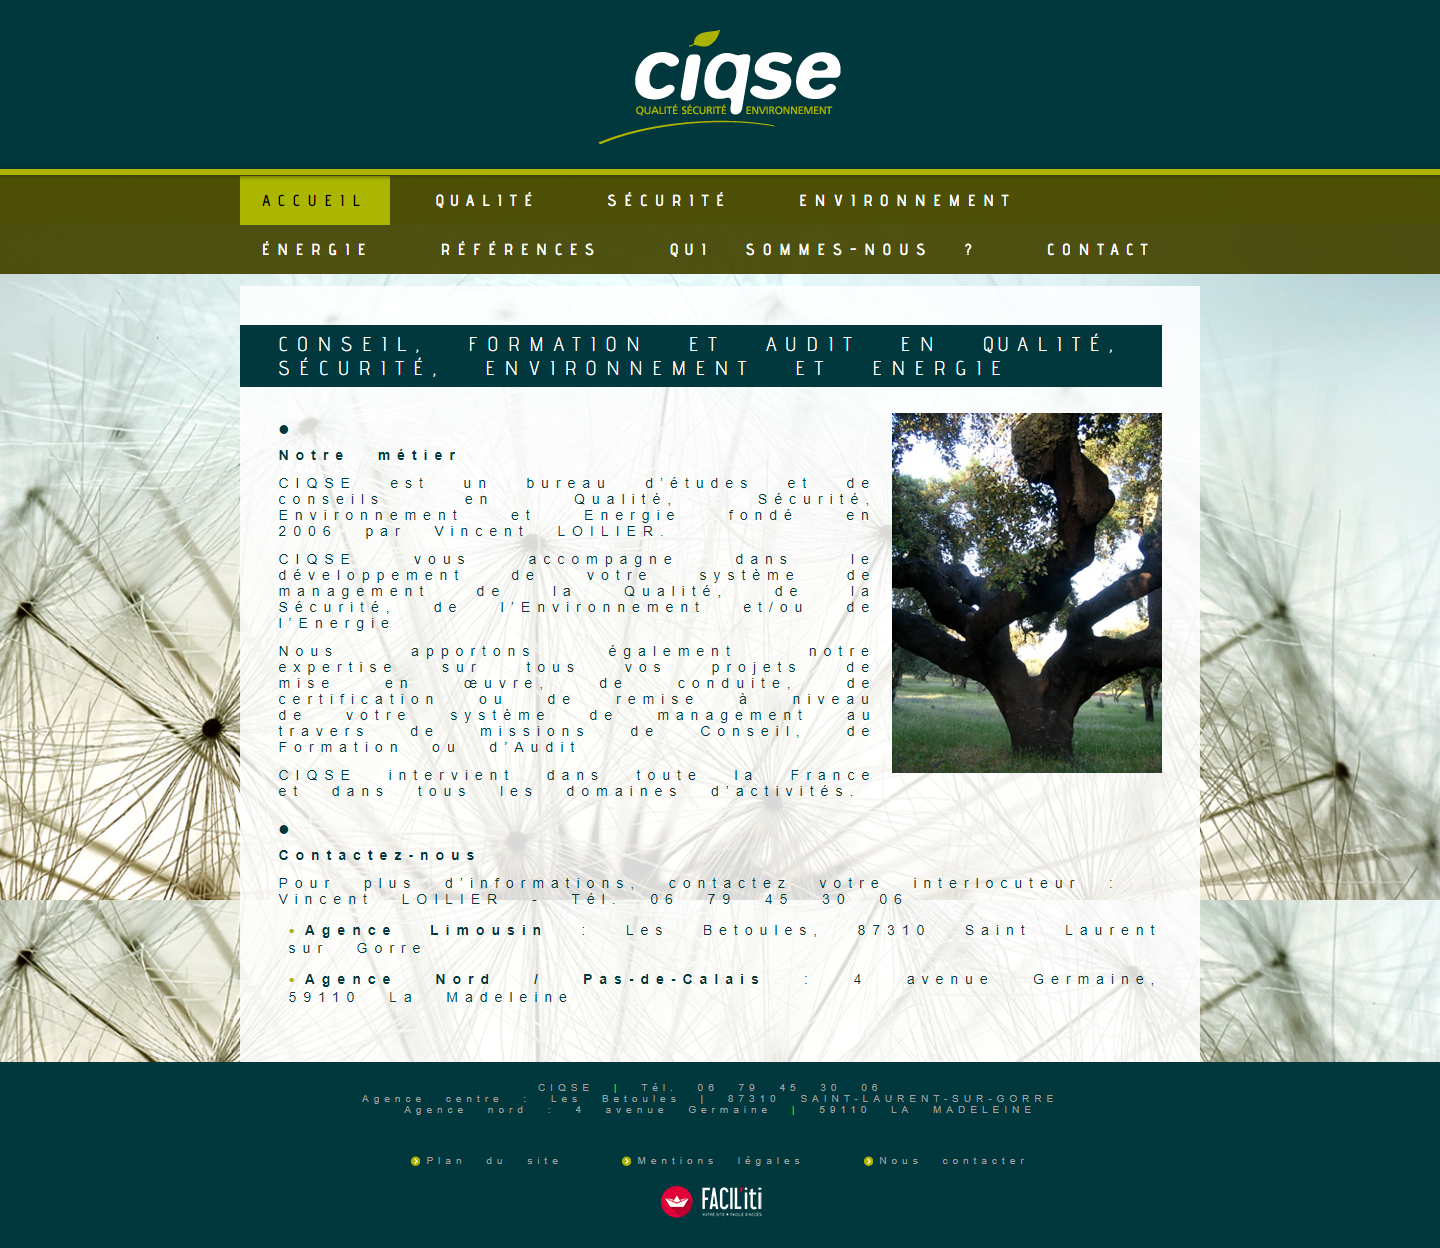 ciqse
QUALITÉ SÉCURITÉ ENVIRONNEMENT
ACCUEIL QUALITÉ SÉCURITÉ ENVIRONNEMENT
ÉNERGIE RÉFÉRENCES QUI SOMMES-NOUS ? CONTACT
CONSEIL, FORMATION ET AUDIT EN QUALITÉ,
SÉCURITÉ, ENVIRONNEMENT ET ENERGIE
Notre métier
CIQSE est un bureau d'études et de
conseils en Qualité, Sécurité,
Environnement et Energie fondé en
2006 par Vincent LOILIER.
CIQSE vous accompagne dans le
développement de votre système de
management de la Qualité, de la
Sécurité, de l'Environnement et/ou de
l'Energie
Nous apportons également notre
expertise sur tous vos projets de
mise en œuvre, de conduite, de
certification ou de remise à niveau
de votre système de management au
travers de missions de Conseil, de
Formation ou d'Audit
CIQSE intervient dans toute la France
et dans tous les domaines d'activités.
Contactez-nous
Pour plus d'informations, contactez votre interlocuteur :
Vincent LOILIER - Tél. 06 79 45 30 06
• Agence Limousin : Les Betoules, 87310 Saint Laurent
sur Gorre
• Agence Nord / Pas-de-Calais : 4 avenue Germaine,
59110 La Madeleine
CIQSE | Tél. 06 79 45 30 06
Agence centre : Les Betoules | 87310 SAINT-LAURENT-SUR-GORRE
Agence nord : 4 avenue Germaine | 59110 LA MADELEINE
Plan du site Mentions légales Nous contacter
FACIL'iti
VOTRE SITE + FACILE D'ACCÈS